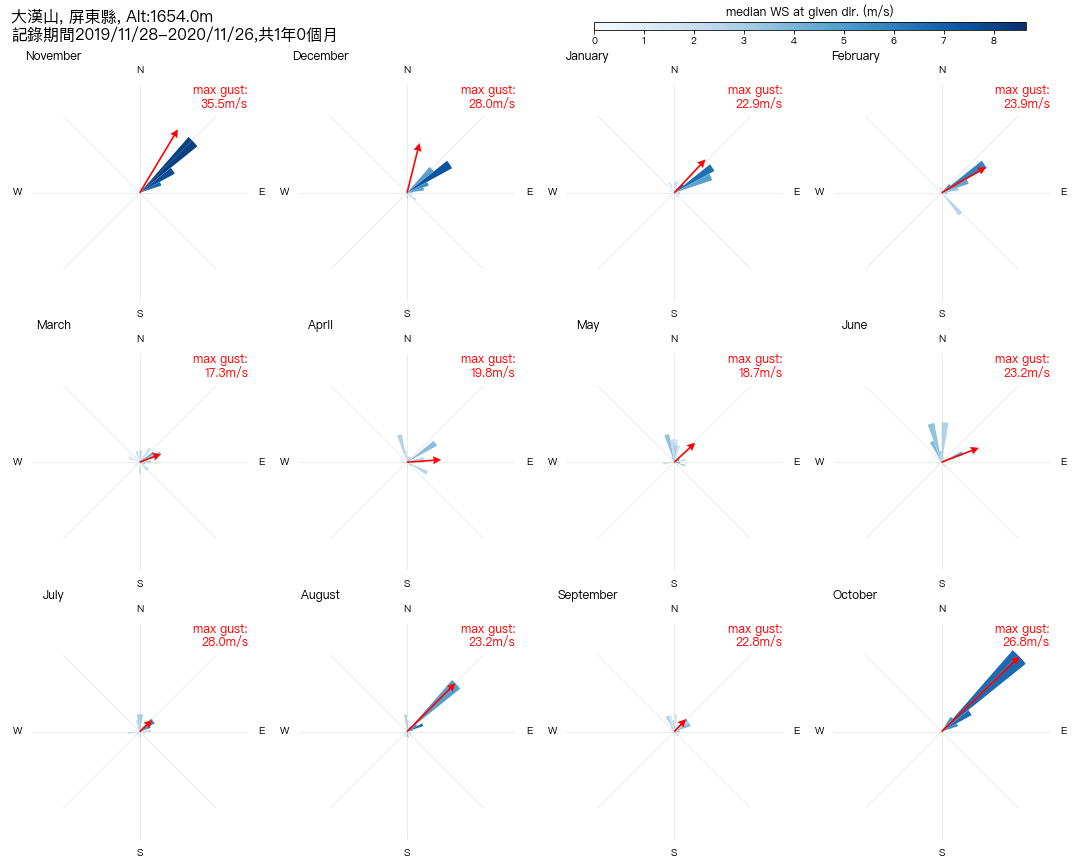 大漢山, 屏東縣, Alt:1654.0m
記錄期間2019/11/28-2020/11/26,共1年0個月
median WS at given dir. (m/s)
0 1 2 3 4 5 6 7 8
November
N
max gust:
35.5m/s
W E
S
December
N
max gust:
28.0m/s
W E
S
January
N
max gust:
22.9m/s
W E
S
February
N
max gust:
23.9m/s
W E
S
March
N
max gust:
17.3m/s
W E
S
April
N
max gust:
19.8m/s
W E
S
May
N
max gust:
18.7m/s
W E
S
June
N
max gust:
23.2m/s
W E
S
July
N
max gust:
28.0m/s
W E
S
August
N
max gust:
23.2m/s
W E
S
September
N
max gust:
22.8m/s
W E
S
October
N
max gust:
26.8m/s
W E
S